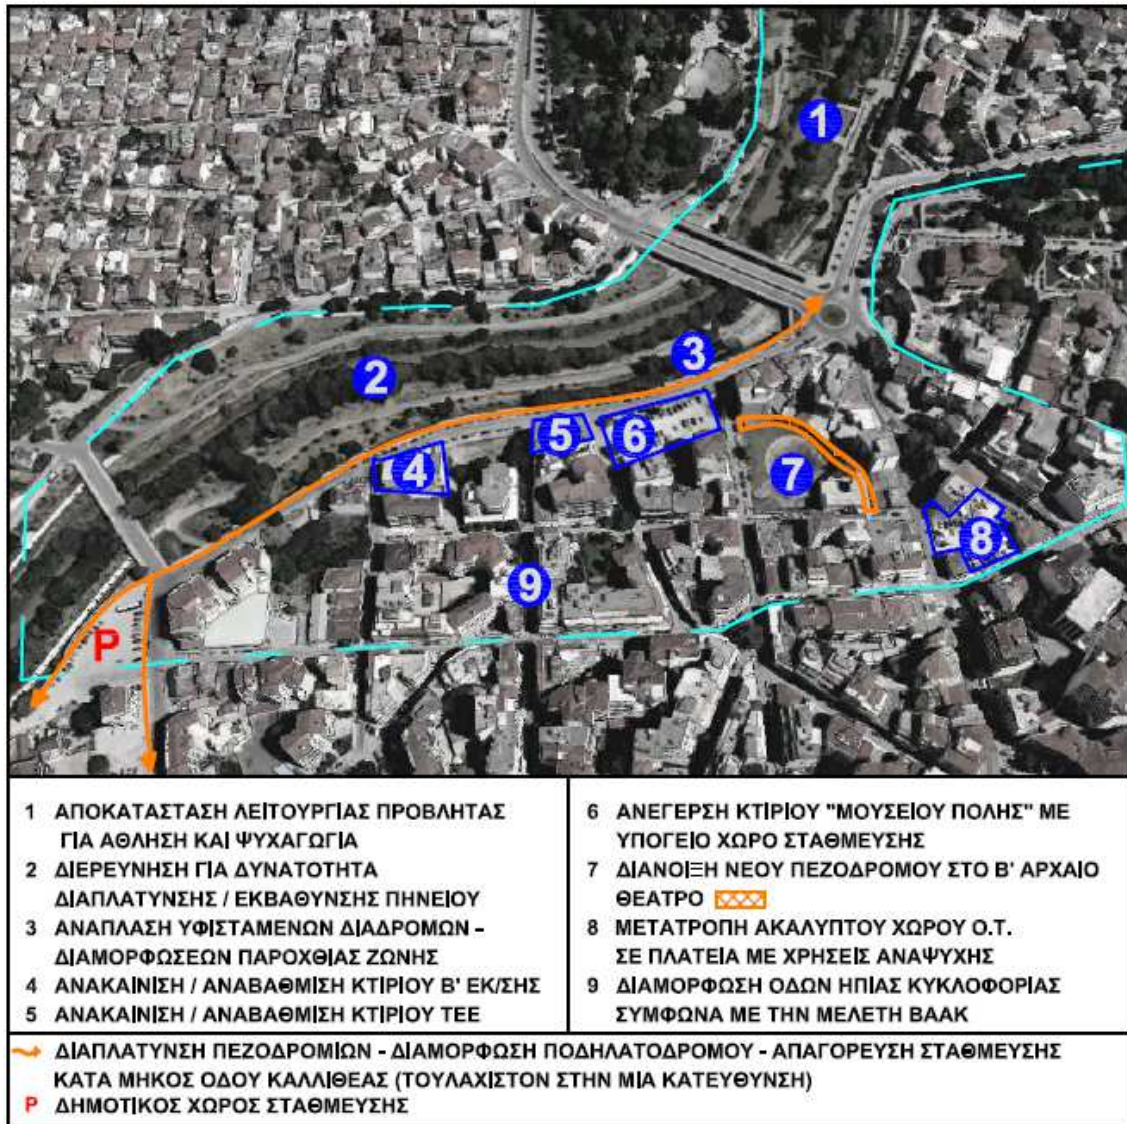 1
2
3
4
5
6
7
8
9
P
1 ΑΠΟΚΑΤΑΣΤΑΣΗ ΛΕΙΤΟΥΡΓΙΑΣ ΠΡΟΒΛΗΤΑΣ
ΓΙΑ ΑΘΛΗΣΗ ΚΑΙ ΨΥΧΑΓΩΓΙΑ
2 ΔΙΕΡΕΥΝΗΣΗ ΓΙΑ ΔΥΝΑΤΟΤΗΤΑ
ΔΙΑΠΛΑΤΥΝΣΗΣ / ΕΚΒΑΘΥΝΣΗΣ ΠΗΝΕΙΟΥ
3 ΑΝΑΠΛΑΣΗ ΥΦΙΣΤΑΜΕΝΩΝ ΔΙΑΔΡΟΜΩΝ -
ΔΙΑΜΟΡΦΩΣΕΩΝ ΠΑΡΟΧΘΙΑΣ ΖΩΝΗΣ
4 ΑΝΑΚΑΙΝΙΣΗ / ΑΝΑΒΑΘΜΙΣΗ ΚΤΙΡΙΟΥ Β' ΕΚ/ΣΗΣ
5 ΑΝΑΚΑΙΝΙΣΗ / ΑΝΑΒΑΘΜΙΣΗ ΚΤΙΡΙΟΥ ΤΕΕ
6 ΑΝΕΓΕΡΣΗ ΚΤΙΡΙΟΥ "ΜΟΥΣΕΙΟΥ ΠΟΛΗΣ" ΜΕ
ΥΠΟΓΕΙΟ ΧΩΡΟ ΣΤΑΘΜΕΥΣΗΣ
7 ΔΙΑΝΟΙΞΗ ΝΕΟΥ ΠΕΖΟΔΡΟΜΟΥ ΣΤΟ Β' ΑΡΧΑΙΟ
ΘΕΑΤΡΟ
8 ΜΕΤΑΤΡΟΠΗ ΑΚΑΛΥΠΤΟΥ ΧΩΡΟΥ Ο.Τ.
ΣΕ ΠΛΑΤΕΙΑ ΜΕ ΧΡΗΣΕΙΣ ΑΝΑΨΥΧΗΣ
9 ΔΙΑΜΟΡΦΩΣΗ ΟΔΩΝ ΗΠΙΑΣ ΚΥΚΛΟΦΟΡΙΑΣ
ΣΥΜΦΩΝΑ ΜΕ ΤΗΝ ΜΕΛΕΤΗ ΒΑΑΚ
ΔΙΑΠΛΑΤΥΝΣΗ ΠΕΖΟΔΡΟΜΙΩΝ - ΔΙΑΜΟΡΦΩΣΗ ΠΟΔΗΛΑΤΟΔΡΟΜΟΥ - ΑΠΑΓΟΡΕΥΣΗ ΣΤΑΘΜΕΥΣΗΣ
ΚΑΤΑ ΜΗΚΟΣ ΟΔΟΥ ΚΑΛΛΙΘΕΑΣ (ΤΟΥΛΑΧΙΣΤΟΝ ΣΤΗΝ ΜΙΑ ΚΑΤΕΥΘΥΝΣΗ)
P ΔΗΜΟΤΙΚΟΣ ΧΩΡΟΣ ΣΤΑΘΜΕΥΣΗΣ